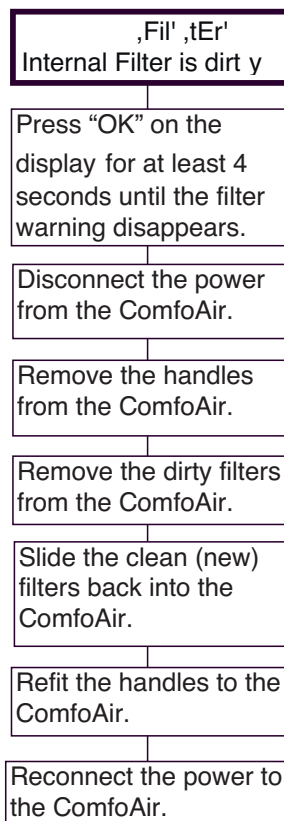 ,Fil' ,tEr'
Internal Filter is dirt y
Press “OK” on the
display for at least 4
seconds until the filter
warning disappears.
Disconnect the power
from the ComfoAir.
Remove the handles
from the ComfoAir.
Remove the dirty filters
from the ComfoAir.
Slide the clean (new)
filters back into the
ComfoAir.
Refit the handles to the
ComfoAir.
Reconnect the power to
the ComfoAir.